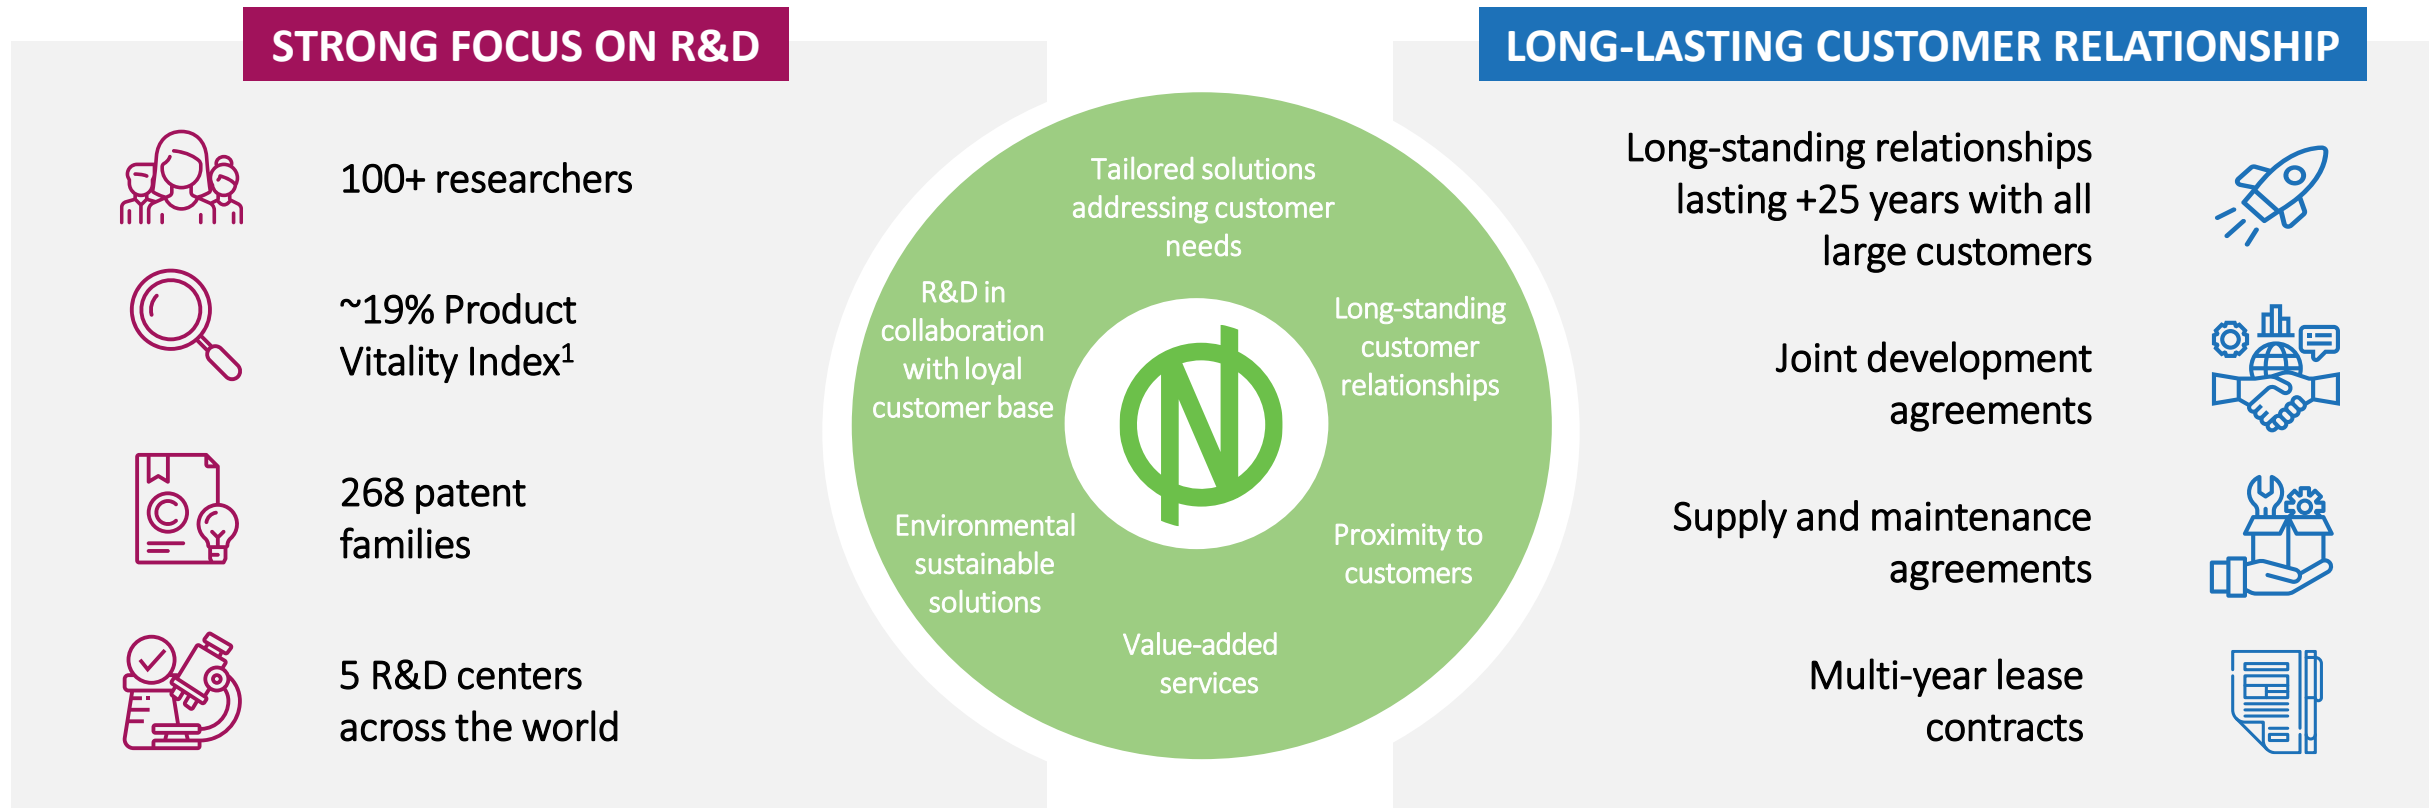 STRONG FOCUS ON R&D
100+ researchers
~19% Product
Vitality Index¹
268 patent
families
5 R&D centers
across the world
Tailored solutions
addressing customer
needs
R&D in
collaboration
with loyal
customer base
Long-standing
customer
relationships
Environmental
sustainable
solutions
Proximity to
customers
Value-added
services
LONG-LASTING CUSTOMER RELATIONSHIP
Long-standing relationships
lasting +25 years with all
large customers
Joint development
agreements
Supply and maintenance
agreements
Multi-year lease
contracts